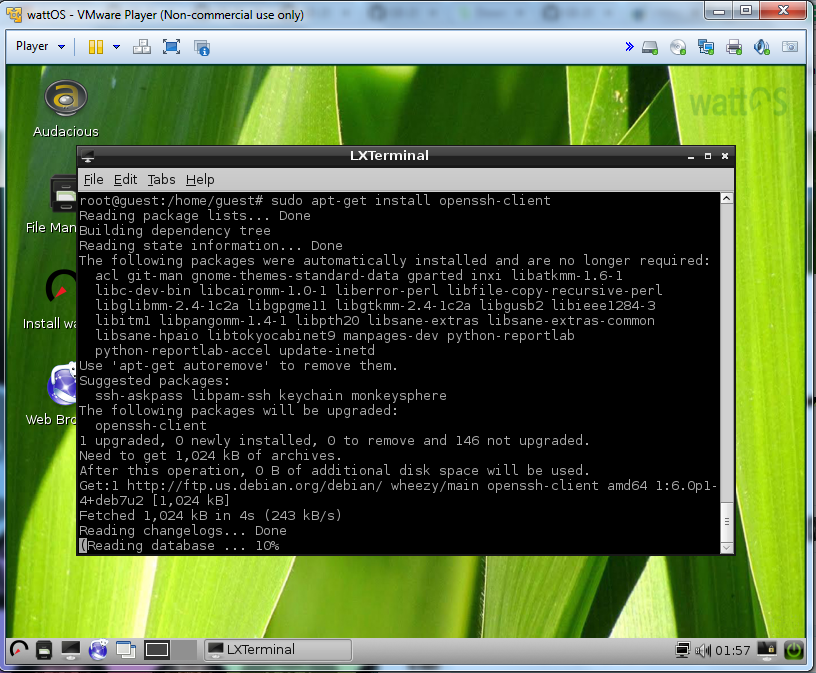 wattOS - VMware Player (Non-commercial use only)
Player
wattOS
Audacious
LXTerminal
File Edit Tabs Help
root@guest:/home/guest# sudo apt-get install openssh-client
Reading package lists... Done
Building dependency tree
Reading state information... Done
The following packages were automatically installed and are no longer required:
acl git-man gnome-themes-standard-data gparted inxi libatkmm-1.6-1
libc-dev-bin libcairomm-1.0-1 liberror-perl libfile-copy-recursive-perl
libglibmm-2.4-1c2a libgpgme11 libgtkmm-2.4-1c2a libgusb2 libieee1284-3
libitm1 libpangomm-1.4-1 libpth20 libsane-extras libsane-extras-common
libsane-hpaio libtokyocabinet9 manpages-dev python-reportlab
python-reportlab-accel update-inetd
Use 'apt-get autoremove' to remove them.
Suggested packages:
ssh-askpass libpam-ssh keychain monkeysphere
The following packages will be upgraded:
openssh-client
1 upgraded, 0 newly installed, 0 to remove and 146 not upgraded.
Need to get 1,024 kB of archives.
After this operation, 0 B of additional disk space will be used.
Get:1 http://ftp.us.debian.org/debian/ wheezy/main openssh-client amd64 1:6.0p1-
4+deb7u2 [1,024 kB]
Fetched 1,024 kB in 4s (243 kB/s)
Reading changelogs... Done
(Reading database ... 10%
File Man
Install wa
Web Bro
LXTerminal
01:57